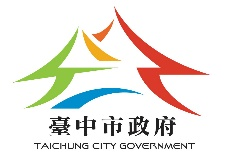 臺中市政府
TAICHUNG CITY GOVERNMENT